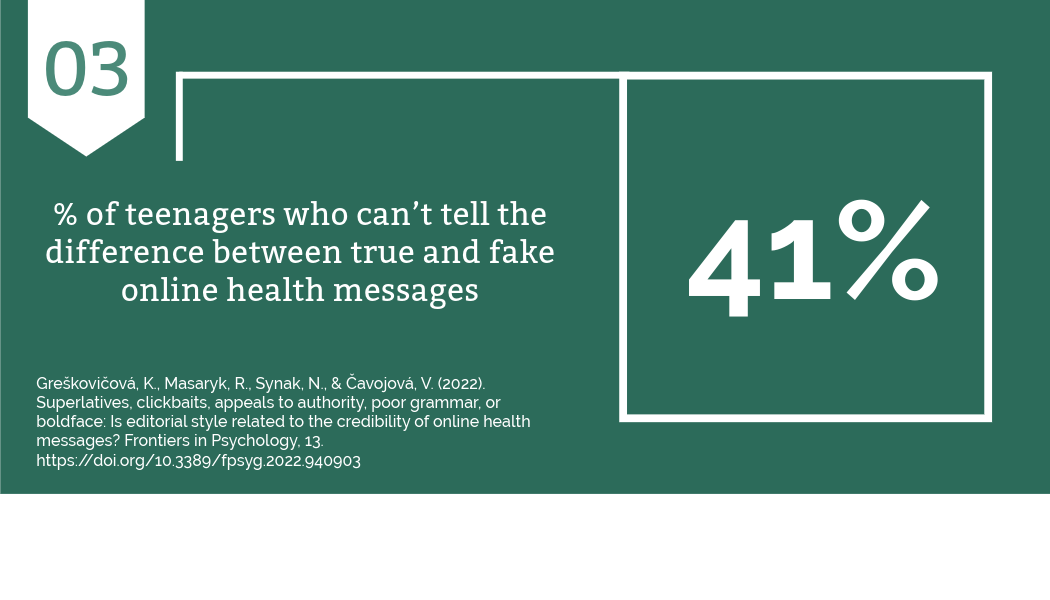 03
% of teenagers who can’t tell the
difference between true and fake
online health messages
41%
Greškovičová, K., Masaryk, R., Synak, N., & Čavojová, V. (2022).
Superlatives, clickbaits, appeals to authority, poor grammar, or
boldface: Is editorial style related to the credibility of online health
messages? Frontiers in Psychology, 13.
https://doi.org/10.3389/fpsyg.2022.940903